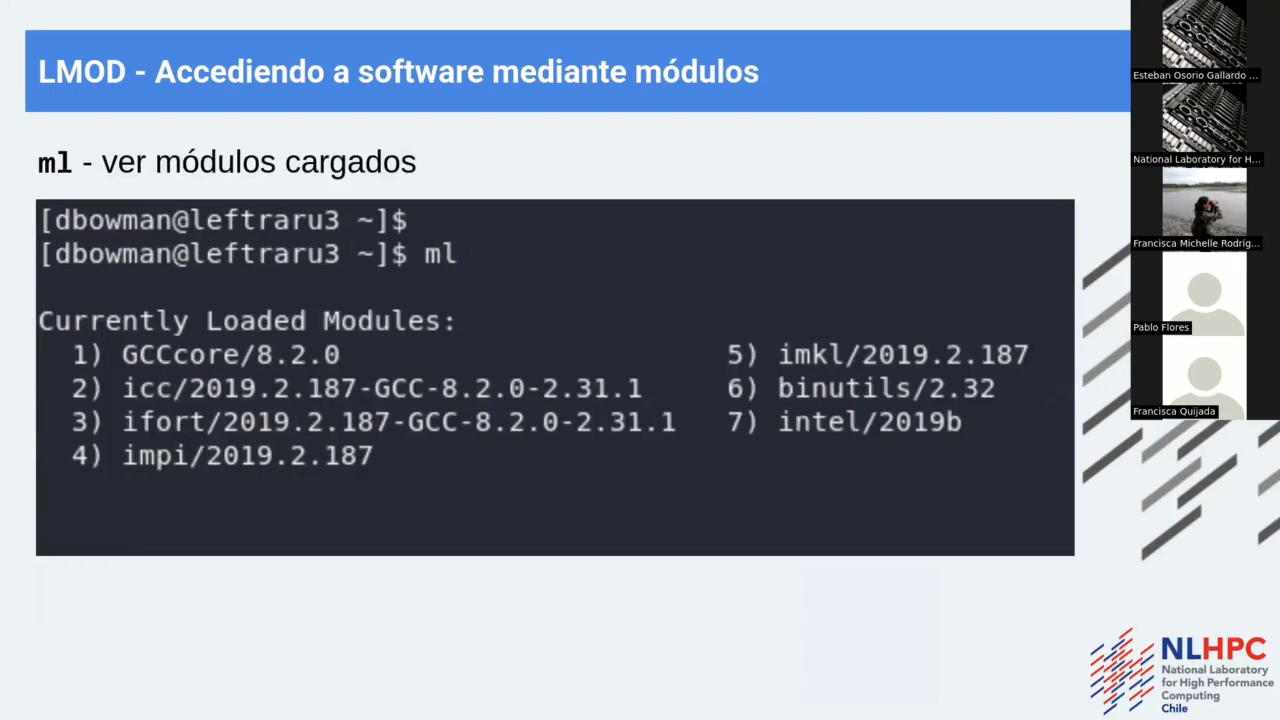 LMOD - Accediendo a software mediante módulos
ml - ver módulos cargados
[dbowman@leftraru3 ~]$
[dbowman@leftraru3 ~]$ ml
Currently Loaded Modules:
1) GCCcore/8.2.0
2) icc/2019.2.187-GCC-8.2.0-2.31.1
3) ifort/2019.2.187-GCC-8.2.0-2.31.1
4) impi/2019.2.187
5) imkl/2019.2.187
6) binutils/2.32
7) intel/2019b
Esteban Osorio Gallardo ...
National Laboratory for H...
Francisca Michelle Rodríg...
Pablo Flores
Francisca Quijada
NLHPC
National Laboratory
for High Performance
Computing
Chile